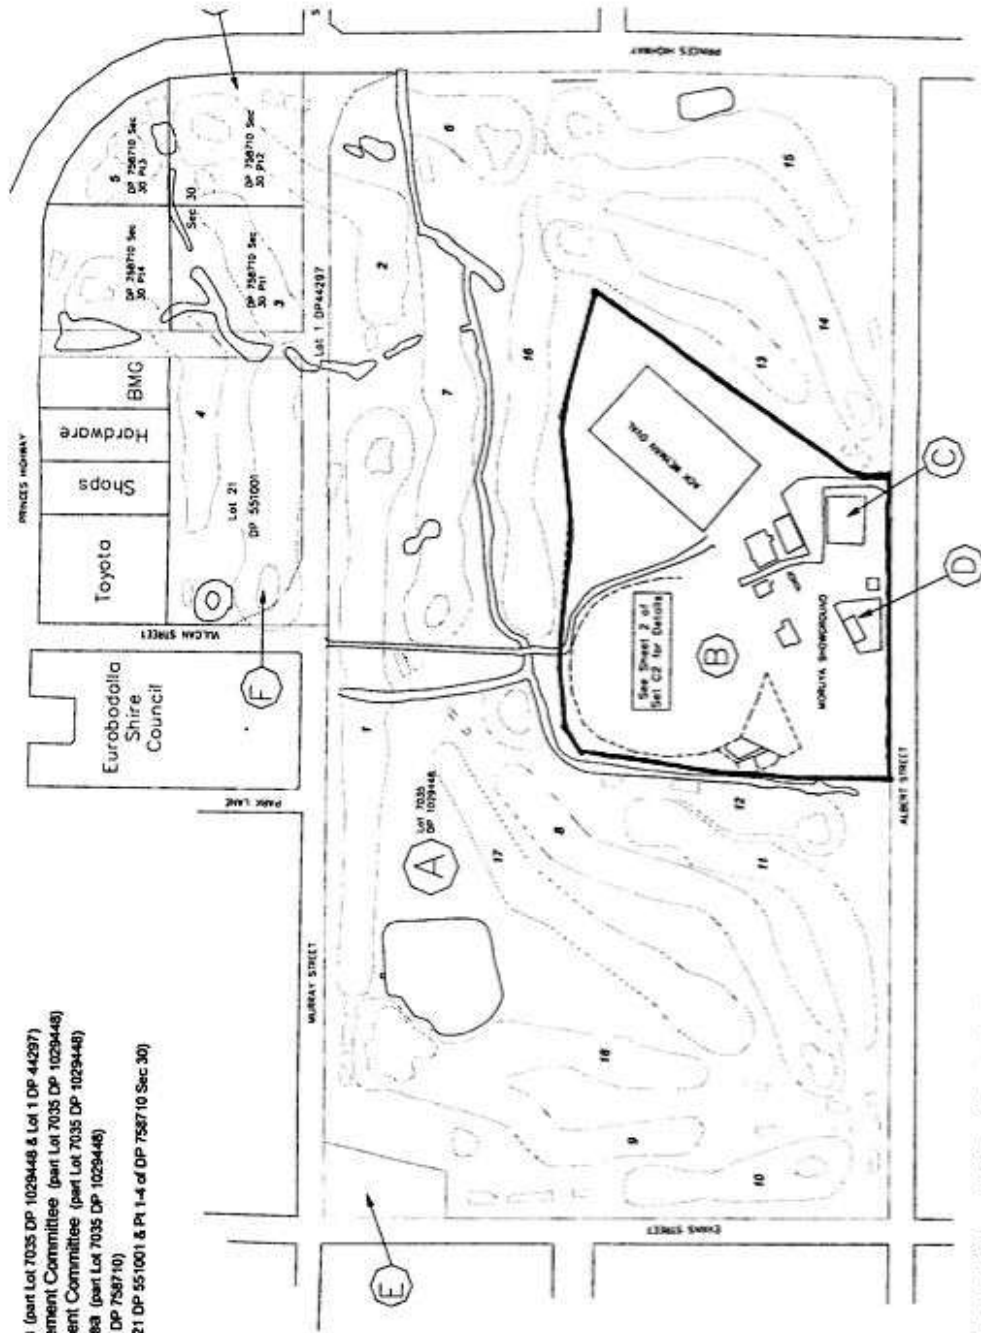 (part Lot 7035 DP 1029448 & Lot 1 DP 44297)
ement Committee (part Lot 7035 DP 1029448)
ent Committee (part Lot 7035 DP 1029448)
(part Lot 7035 DP 1029448)
DP 758710)
21 DP 551001 & Pt 1-4 of DP 758710 Sec 30)
PRINCES HIGHWAY
PRINCES HIGHWAY
Eurobodalla
Shire
Council
Toyota
Shops
Hardware
BMG
VULCAN STREET
PARK LANE
MURRAY STREET
EVANS STREET
ALBERT STREET
Lot 21
DP 551001
DP 758710 Sec
30 Pt4
5
DP 758710 Sec
30 Pt3
Sec 30
DP 758710 Sec
30 Pt1
DP 758710 Sec
30 Pt2
Lot 1 DP44297
Lot 7035
DP 1029448
A
B
C
D
E
F
See Sheet 2 of
Set C2 for Details
MORUYA SHOWGROUND
OVAL
1
2
3
4
6
7
8
9
10
11
12
13
14
15
16
17
18
S